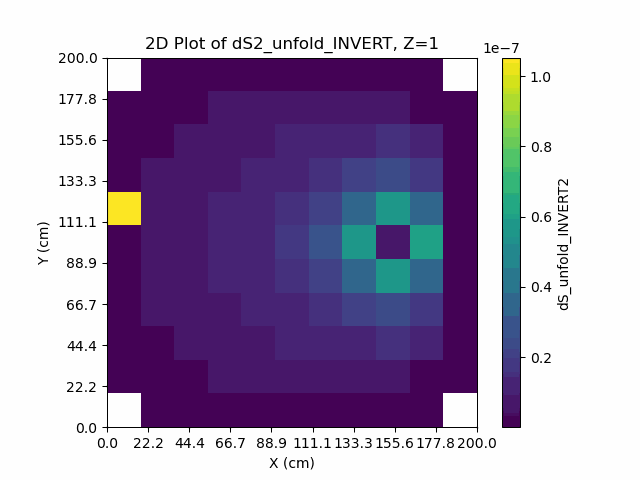 2D Plot of dS2_unfold_INVERT, Z=1
1e−7
200.0
177.8
155.6
133.3
111.1
88.9
66.7
44.4
22.2
0.0
Y (cm)
0.0 22.2 44.4 66.7 88.9 111.1 133.3 155.6 177.8 200.0
X (cm)
1.0
0.8
0.6
0.4
0.2
dS_unfold_INVERT2